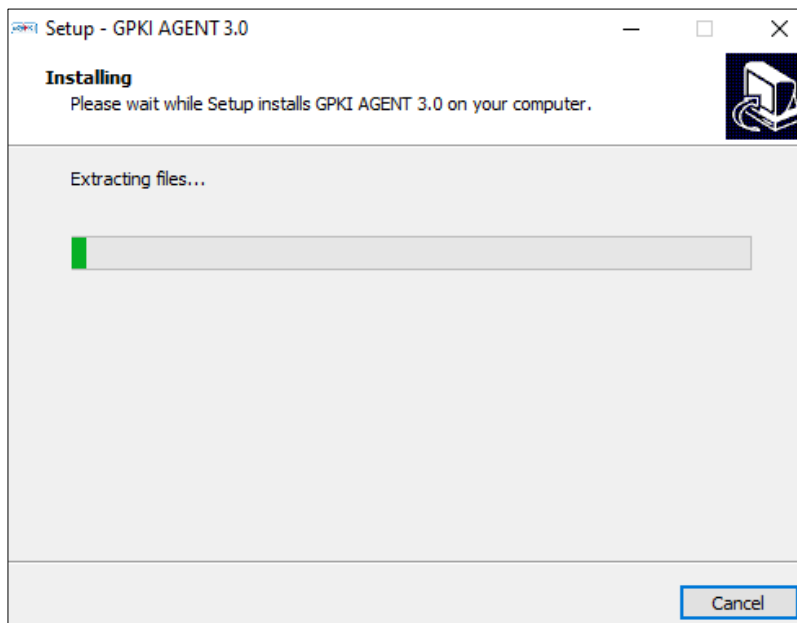 Setup - GPKI AGENT 3.0
Installing
Please wait while Setup installs GPKI AGENT 3.0 on your computer.
Extracting files...
Cancel